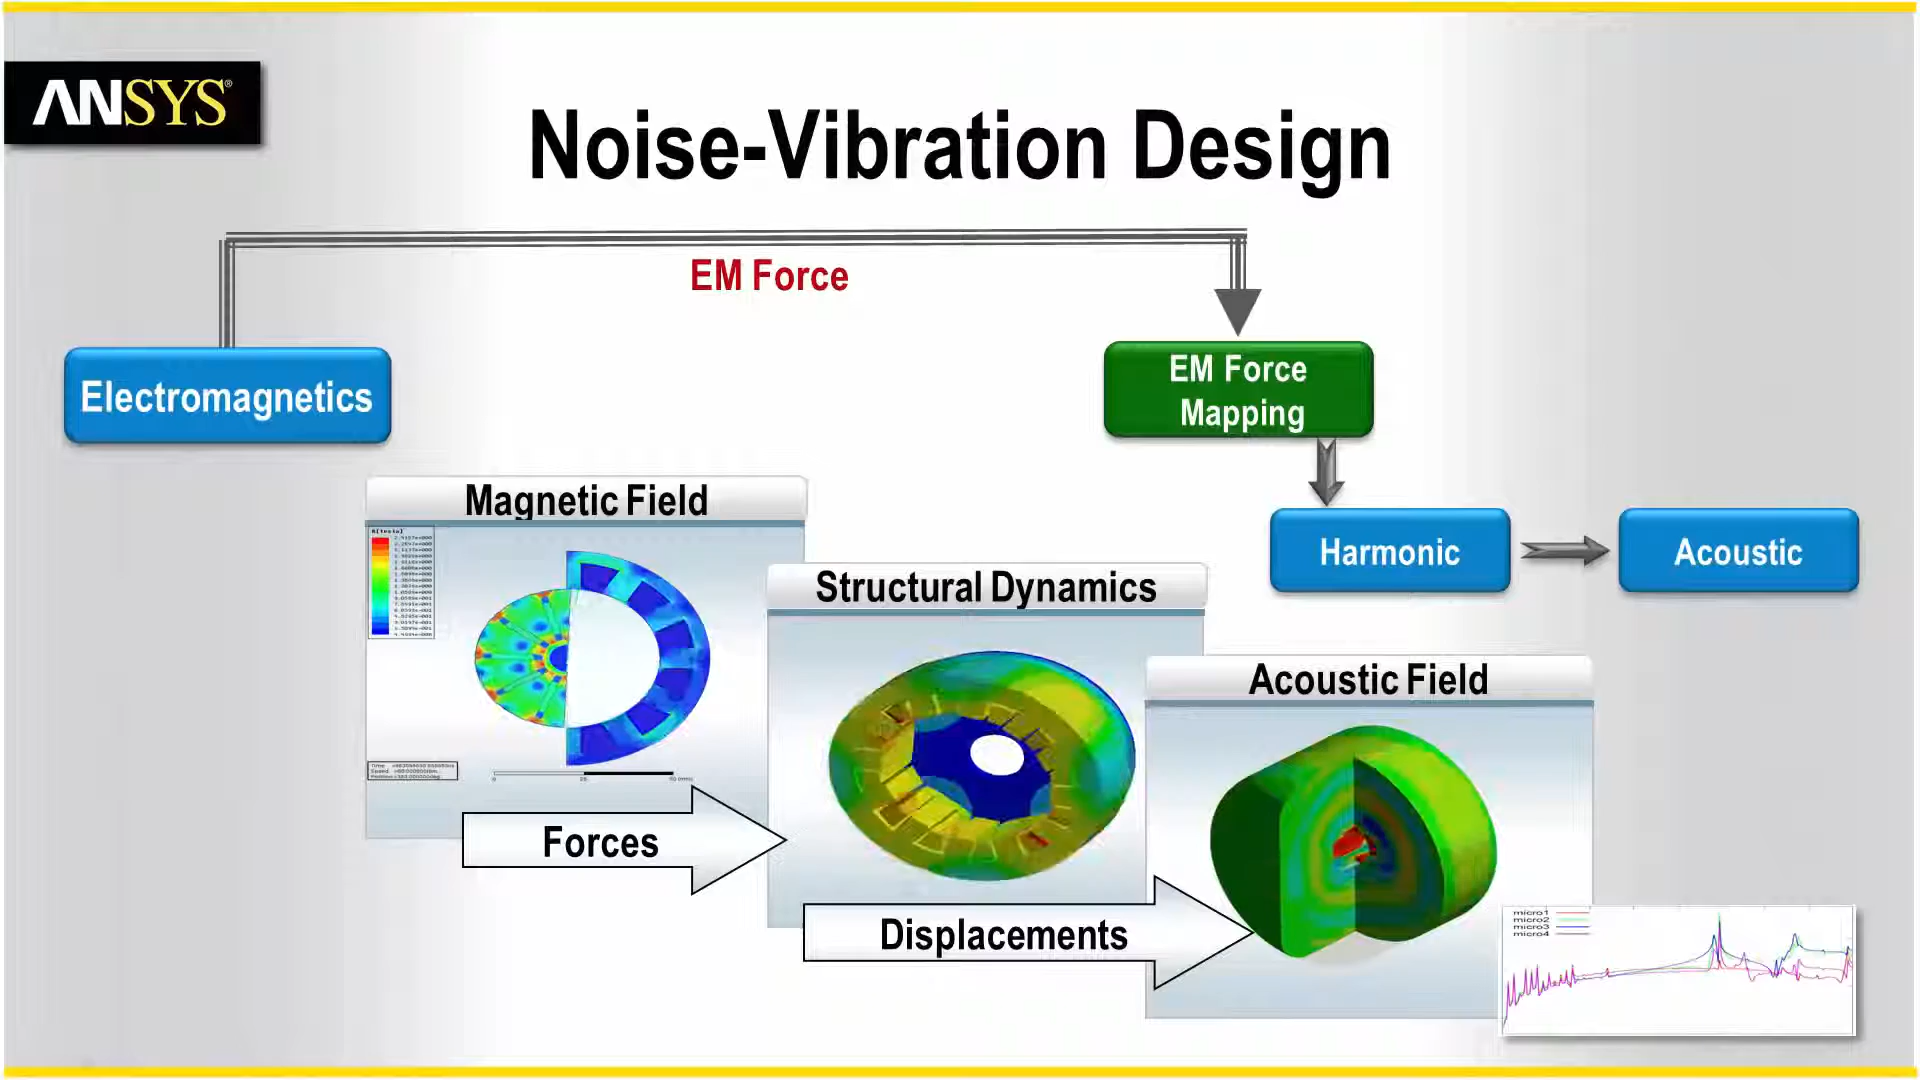 ANSYS®
Noise-Vibration Design
EM Force
Electromagnetics
EM Force
Mapping
Harmonic
Acoustic
Magnetic Field
Structural Dynamics
Acoustic Field
Forces
Displacements
micro1
micro2
micro3
micro4